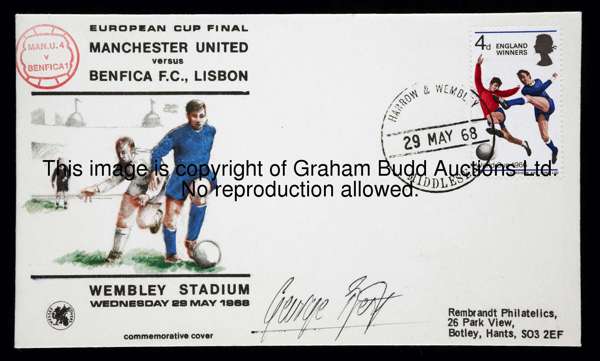 EUROPEAN CUP FINAL
MAN.U.4
v
BENFICA 1
MANCHESTER UNITED
versus
BENFICA F.C., LISBON
4d ENGLAND
WINNERS
HARROW & WEMBLEY
29 MAY 68
MIDDLESEX
This image is copyright of Graham Budd Auctions Ltd.
No reproduction allowed.
WEMBLEY STADIUM
WEDNESDAY 29 MAY 1968
commemorative cover
George Best
Rembrandt Philatelics,
26 Park View,
Botley, Hants, SO3 2EF